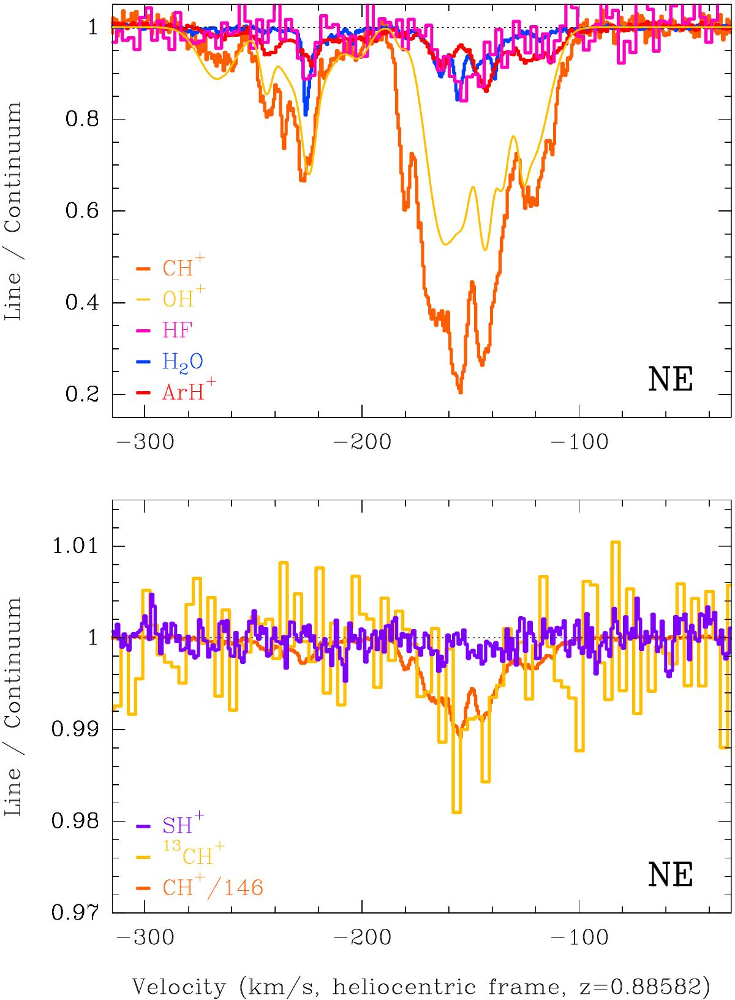 Line / Continuum
1
0.8
0.6
0.4
0.2
CH⁺
OH⁺
HF
H₂O
ArH⁺
NE
−300 −200 −100
Line / Continuum
1.01
1
0.99
0.98
0.97
SH⁺
¹³CH⁺
CH⁺/146
NE
−300 −200 −100
Velocity (km/s, heliocentric frame, z=0.88582)